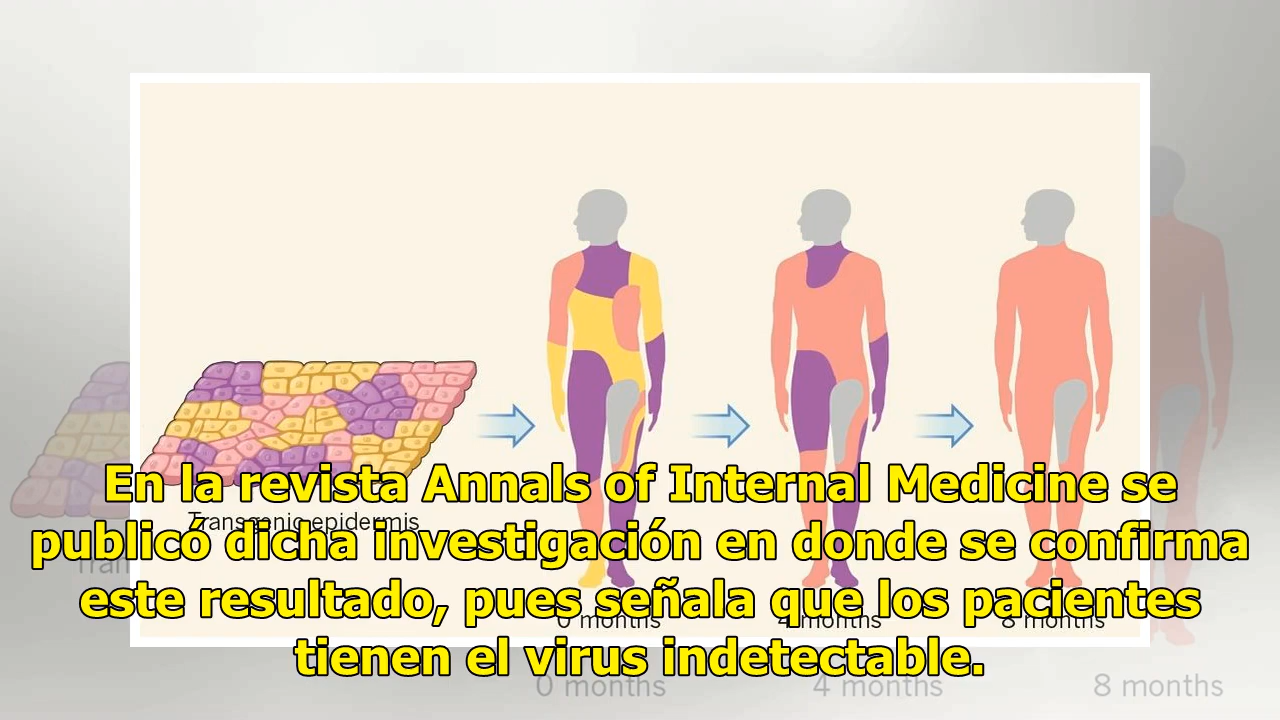 Transgenic epidermis
En la revista Annals of Internal Medicine se
publicó dicha investigación en donde se confirma
este resultado, pues señala que los pacientes
tienen el virus indetectable.
0 months 4 months 8 months
Tran
0 months 4 months 8 months